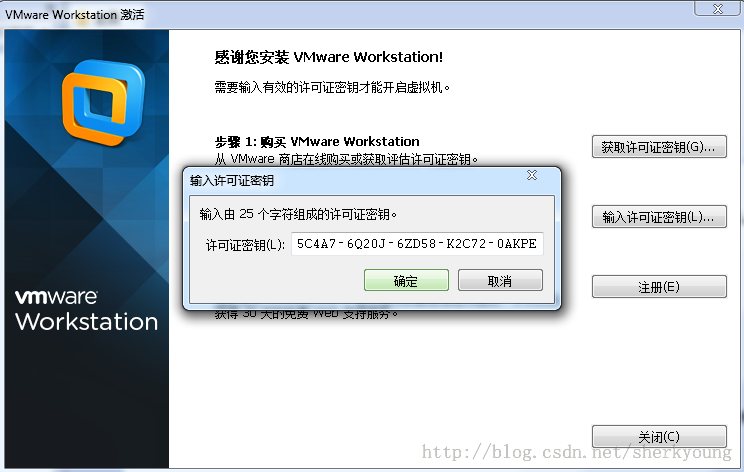 VMware Workstation 激活
感谢您安装 VMware Workstation!
需要输入有效的许可证密钥才能开启虚拟机。
步骤 1: 购买 VMware Workstation
从 VMware 商店在线购买或获取评估许可证密钥。
获取许可证密钥(G)...
输入许可证密钥
输入由 25 个字符组成的许可证密钥。
许可证密钥(L): 5C4A7-6Q20J-6ZD58-K2C72-0AKPE
确定
取消
输入许可证密钥(L)...
注册(E)
获得 30 天的免费 Web 支持服务。
vmware
Workstation
关闭(C)
http://blog.csdn.net/sherkyoung